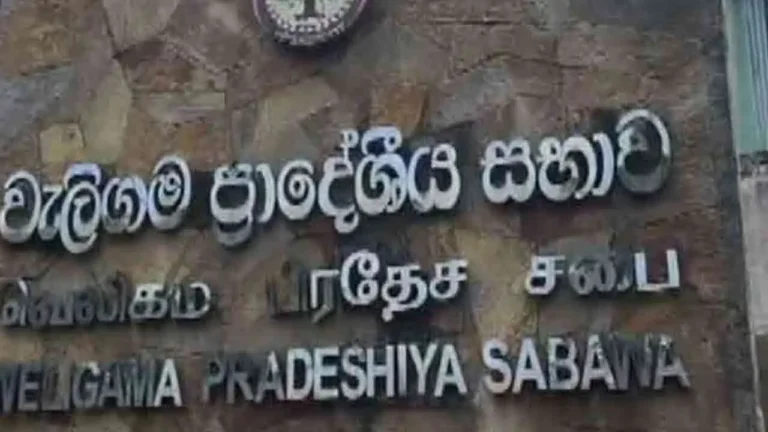 වැලිගම ප්‍රාදේශීය සභාව
வெலிகம பிரதேச சபை
WELIGAMA PRADESHIYA SABAWA